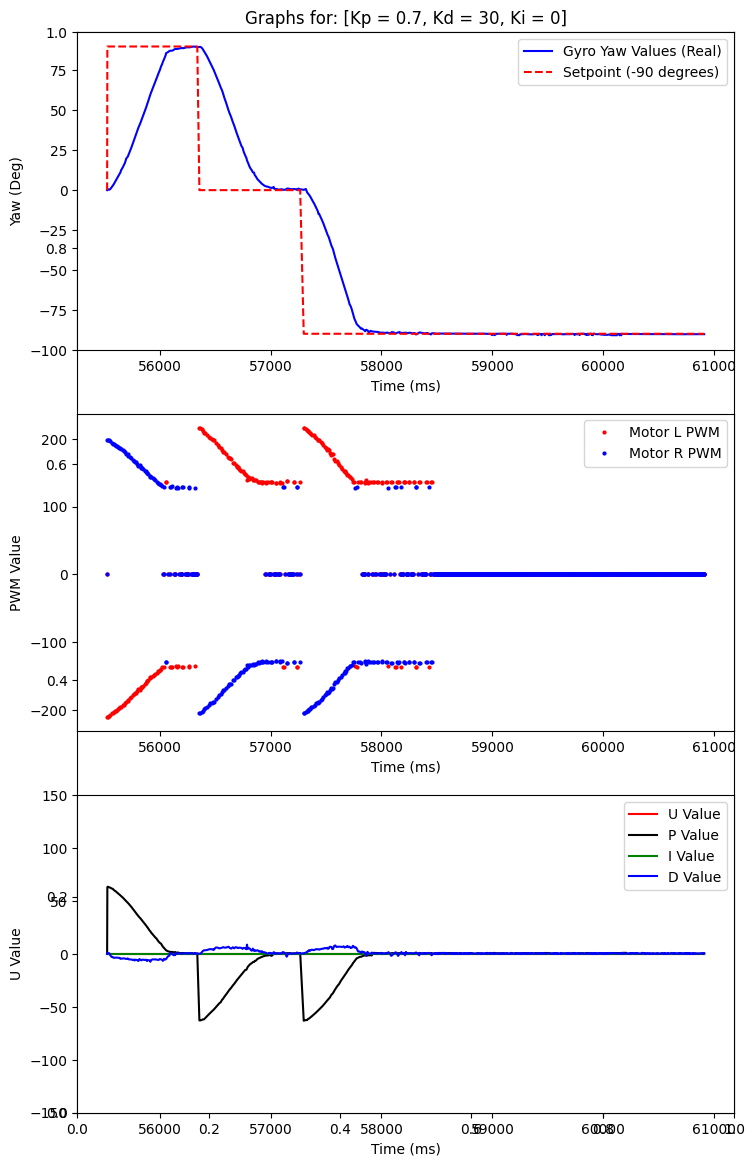 Graphs for: [Kp = 0.7, Kd = 30, Ki = 0]
1.0
75
50
25
0
−25
0.8
−50
−75
−100
Yaw (Deg)
Gyro Yaw Values (Real)
Setpoint (-90 degrees)
56000 57000 58000 59000 60000 61000
Time (ms)
200
0.6
100
0
−100
0.4
−200
PWM Value
Motor L PWM
Motor R PWM
56000 57000 58000 59000 60000 61000
Time (ms)
150
100
0.2
50
0
−50
−100
−150
0.0
U Value
U Value
P Value
I Value
D Value
0.0 56000 0.2 57000 0.4 58000 0.6 59000 0.8 60000 61000 1.0
Time (ms)